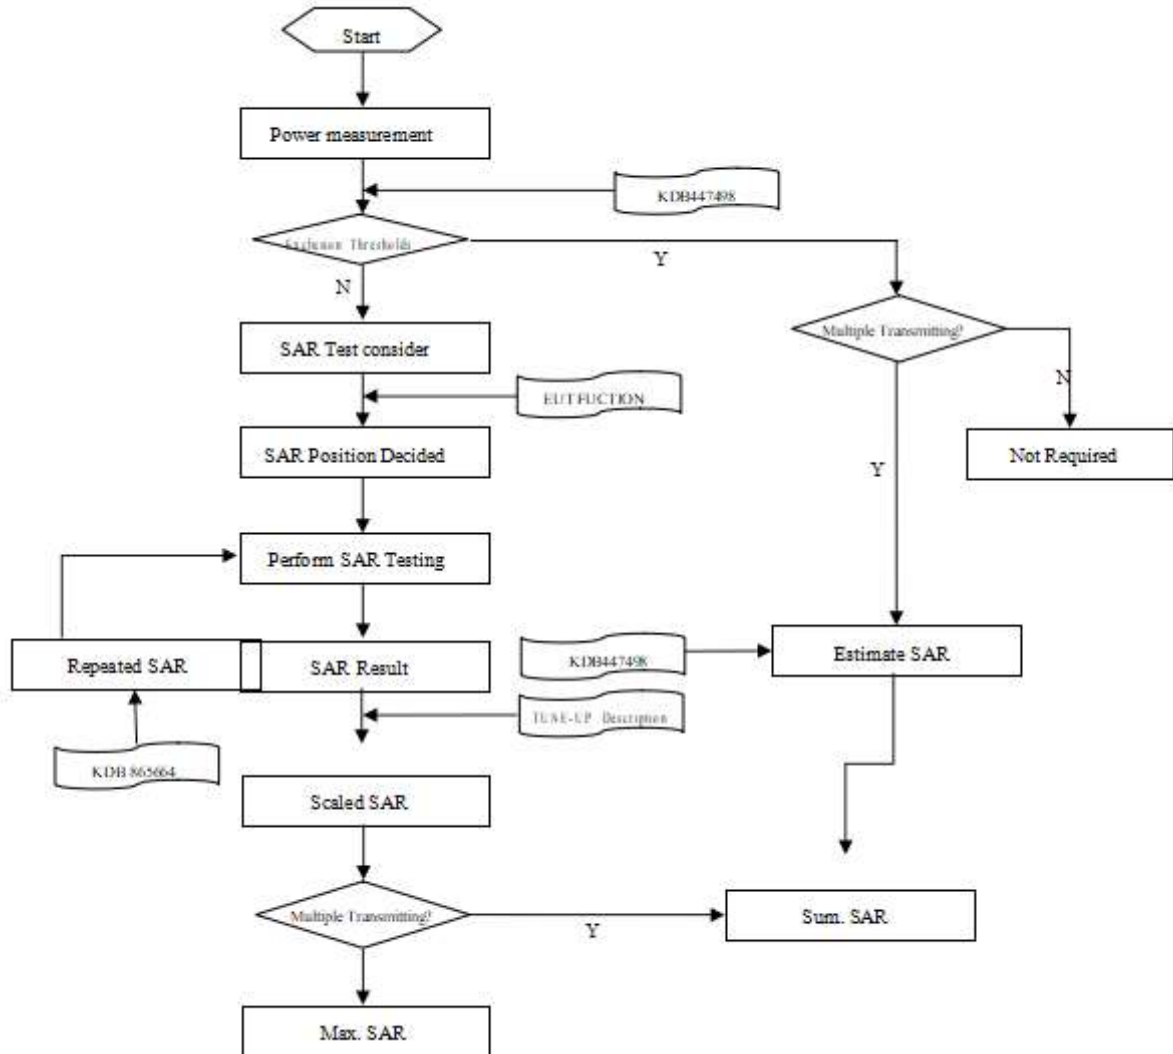 Start
Power measurement
KDB447498
Exclusion Thresholds
Y
N
Multiple Transmitting?
SAR Test consider
N
EUT FUCTION
SAR Position Decided
Not Required
Y
Perform SAR Testing
Repeated SAR
SAR Result
KDB447498
Estimate SAR
TUNE-UP Description
KDB 865664
Scaled SAR
Multiple Transmitting?
Y
Sum. SAR
Max. SAR